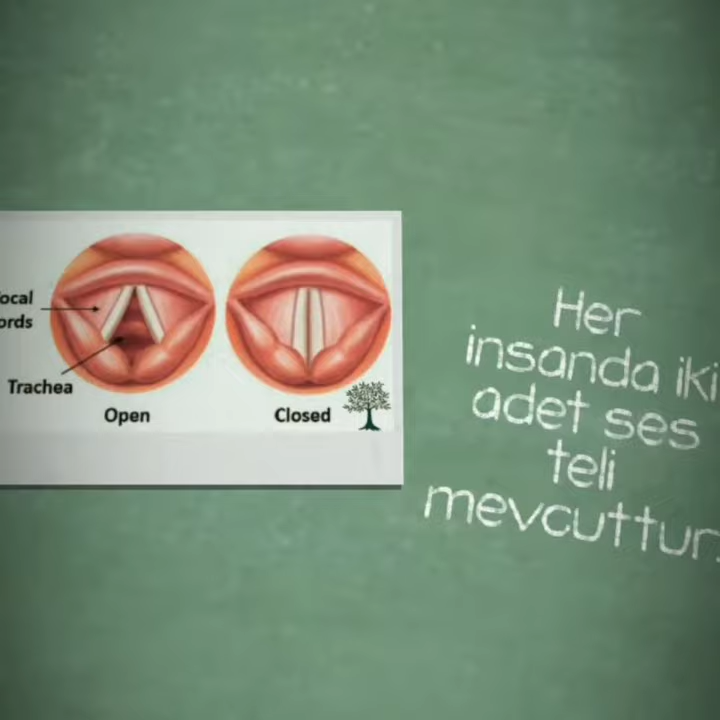 ocal
ords
Trachea
Open
Closed
Her
insanda iki
adet ses
teli
mevcuttur.